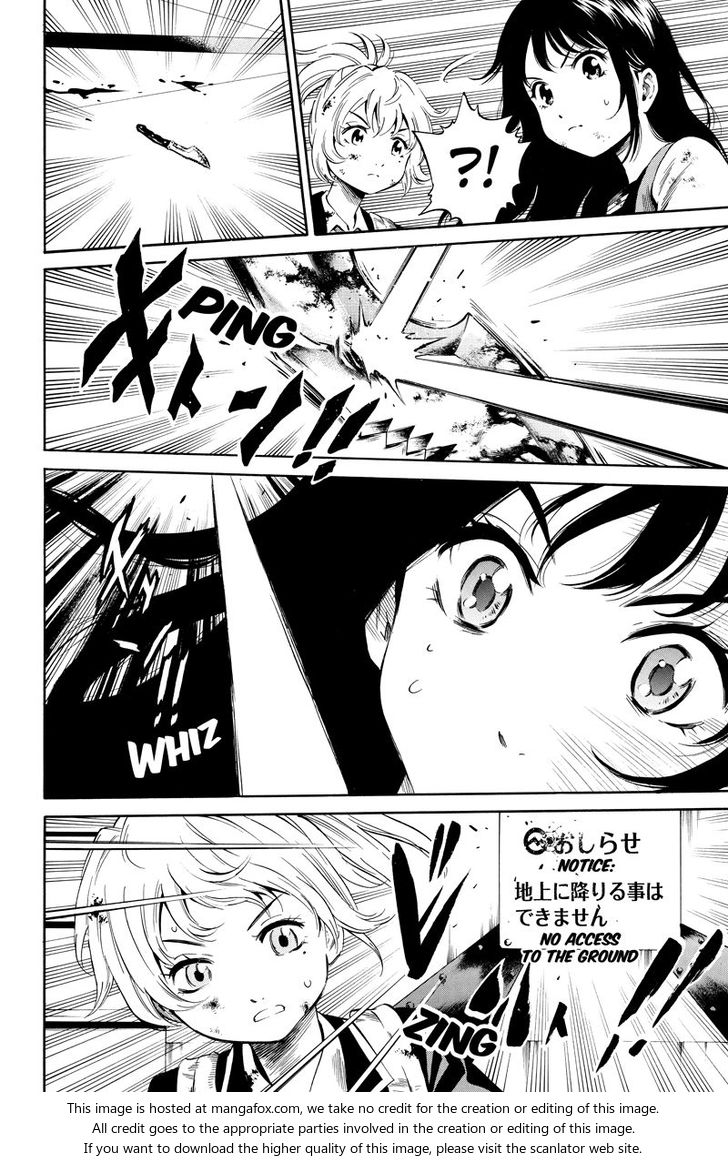 ?!
PING
メトーン!!
WHIZ
おしらせ
NOTICE:
地上に降りる事は
できません
NO ACCESS
TO THE GROUND
ZING
This image is hosted at mangafox.com, we take no credit for the creation or editing of this image.
All credit goes to the appropriate parties involved in the creation or editing of this image.
If you want to download the higher quality of this image, please visit the scanlator web site.